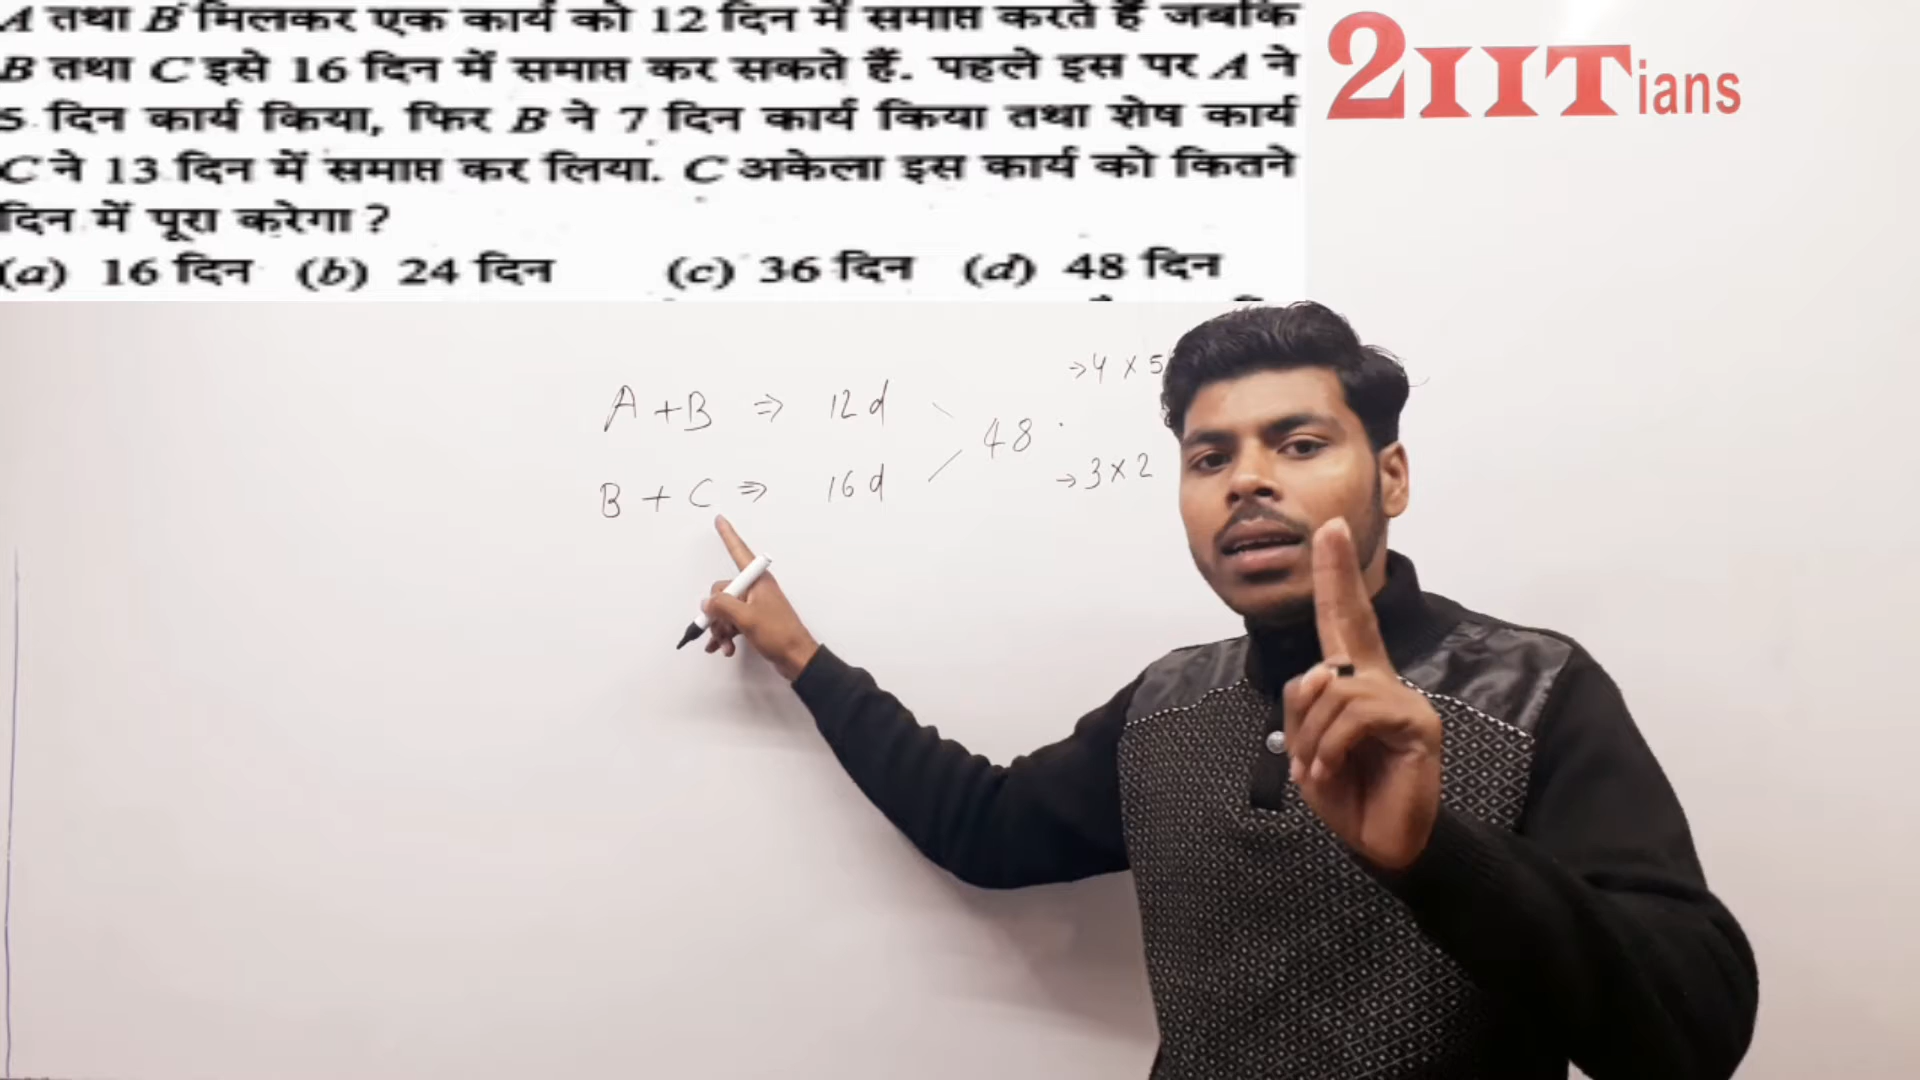 A तथा B मिलकर एक कार्य को 12 दिन में समाप्त करते हैं जबकि
B तथा C इसे 16 दिन में समाप्त कर सकते हैं. पहले इस पर A ने
5 दिन कार्य किया, फिर B ने 7 दिन कार्य किया तथा शेष कार्य
C ने 13 दिन में समाप्त कर लिया. C अकेला इस कार्य को कितने
दिन में पूरा करेगा ?
(a) 16 दिन (b) 24 दिन (c) 36 दिन (d) 48 दिन
2IITians
A + B ⇒ 12 d
B + C ⇒ 16 d
48
→ 4 × 5
→ 3 × 2